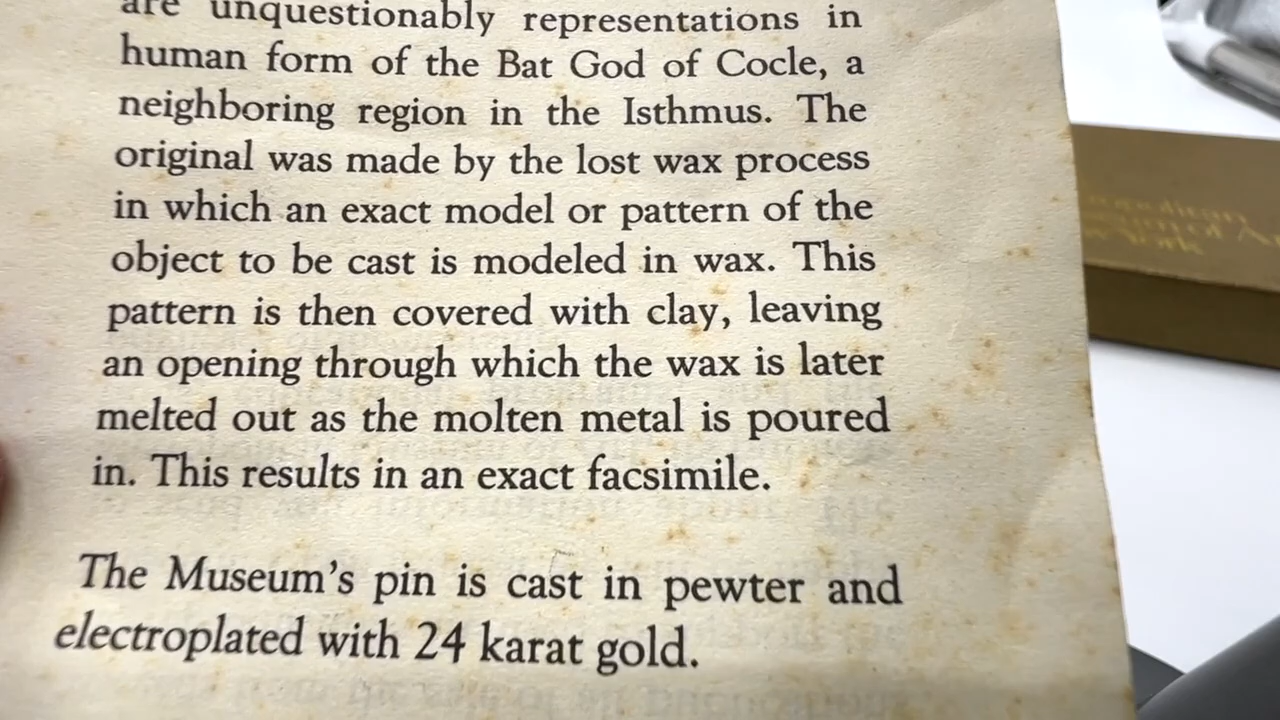 are unquestionably representations in
human form of the Bat God of Cocle, a
neighboring region in the Isthmus. The
original was made by the lost wax process
in which an exact model or pattern of the
object to be cast is modeled in wax. This
pattern is then covered with clay, leaving
an opening through which the wax is later
melted out as the molten metal is poured
in. This results in an exact facsimile.
The Museum's pin is cast in pewter and
electroplated with 24 karat gold.